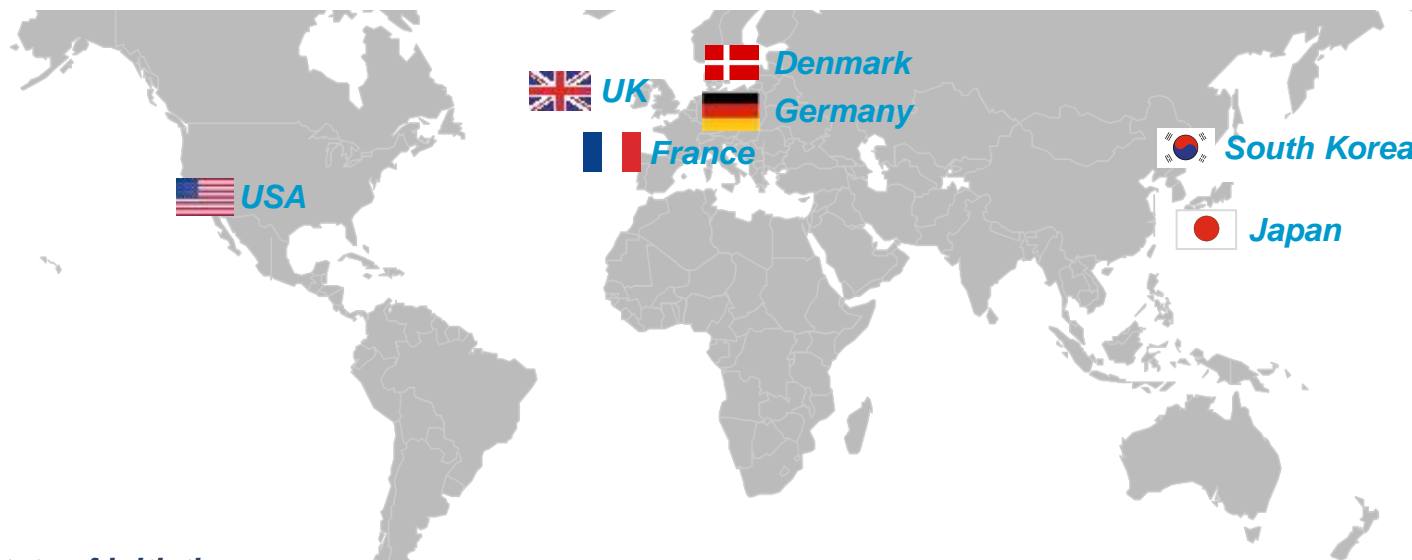 Denmark
UK
Germany
South Korea
France
USA
Japan